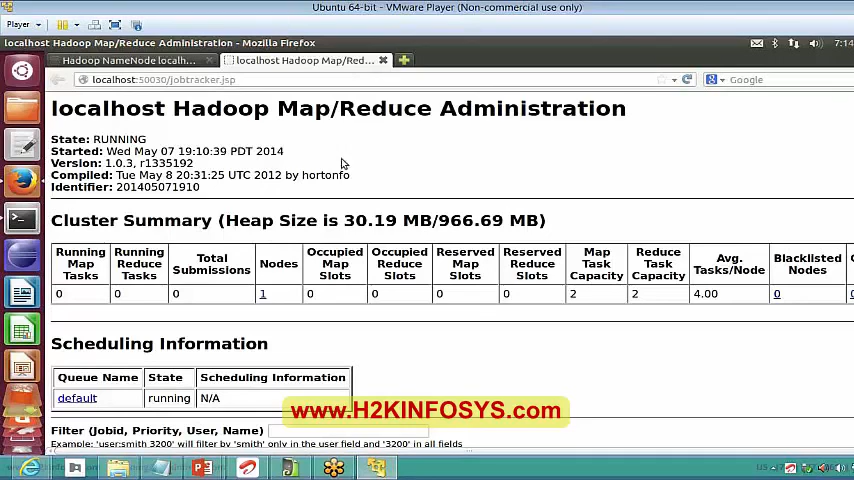 Ubuntu 64-bit - VMware Player (Non-commercial use only)
Player
localhost Hadoop Map/Reduce Administration - Mozilla Firefox
7:14
Hadoop NameNode localh...
localhost Hadoop Map/Red...
localhost:50030/jobtracker.jsp
Google
localhost Hadoop Map/Reduce Administration
State: RUNNING
Started: Wed May 07 19:10:39 PDT 2014
Version: 1.0.3, r1335192
Compiled: Tue May 8 20:31:25 UTC 2012 by hortonfo
Identifier: 201405071910
Cluster Summary (Heap Size is 30.19 MB/966.69 MB)
Running Map Tasks
Running Reduce Tasks
Total Submissions
Nodes
Occupied Map Slots
Occupied Reduce Slots
Reserved Map Slots
Reserved Reduce Slots
Map Task Capacity
Reduce Task Capacity
Avg. Tasks/Node
Blacklisted Nodes
0 0 0 1 0 0 0 0 2 2 4.00 0
Scheduling Information
Queue Name State Scheduling Information
default running N/A
www.H2KINFOSYS.com
Filter (Jobid, Priority, User, Name)
Example: 'user:smith 3200' will filter by 'smith' only in the user field and '3200' in all fields